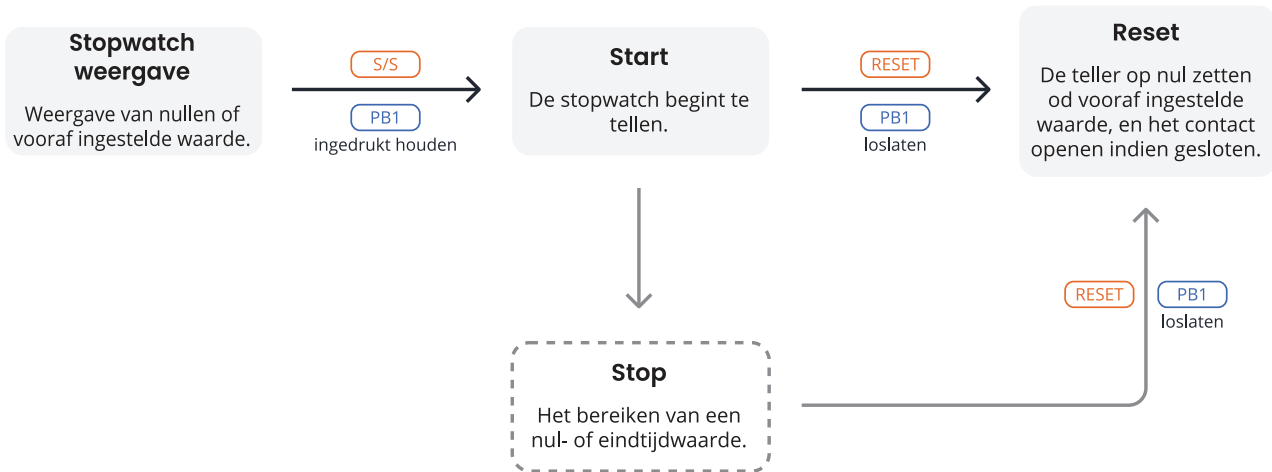 Stopwatch
weergave
Weergave van nullen of
vooraf ingestelde waarde.
S/S
PB1
ingedrukt houden
Start
De stopwatch begint te
tellen.
RESET
PB1
loslaten
Reset
De teller op nul zetten
od vooraf ingestelde
waarde, en het contact
openen indien gesloten.
RESET
PB1
loslaten
Stop
Het bereiken van een
nul- of eindtijdwaarde.